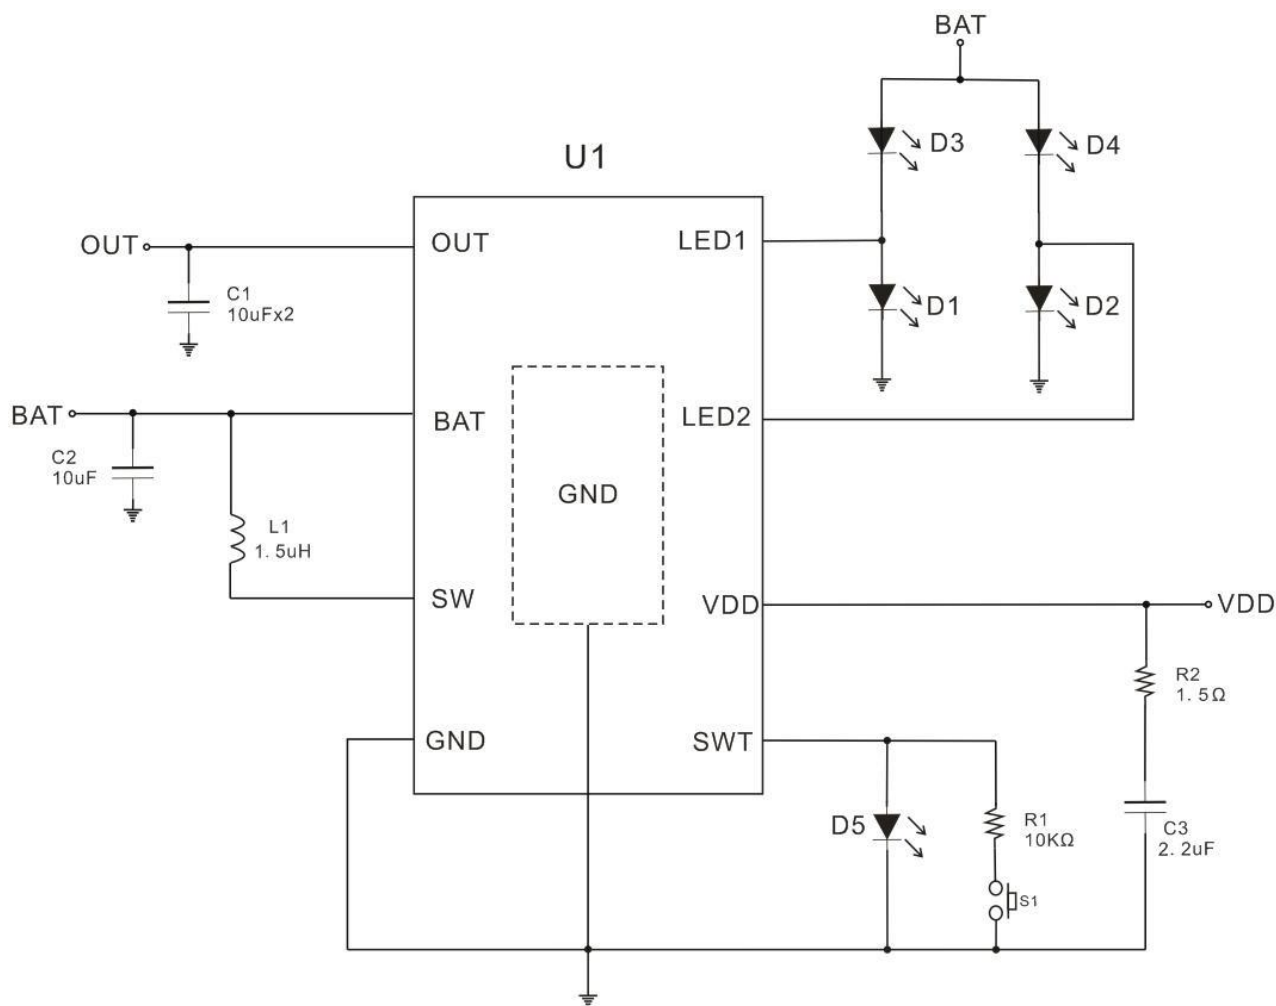 BAT
D3
D4
U1
OUT
OUT
LED1
C1
10uFx2
D1
D2
BAT
BAT
LED2
C2
10uF
GND
L1
1.5uH
SW
VDD
VDD
R2
1.5Ω
GND
SWT
D5
R1
10KΩ
C3
2.2uF
S1